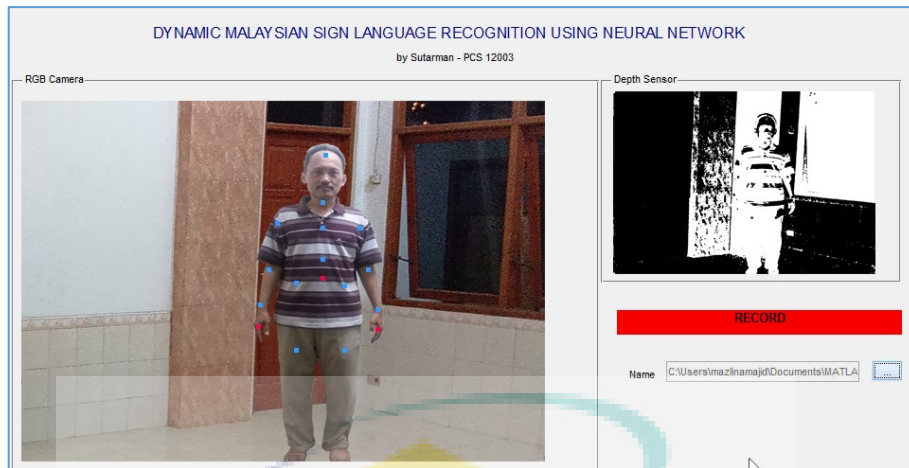 DYNAMIC MALAYSIAN SIGN LANGUAGE RECOGNITION USING NEURAL NETWORK
by Sutarman - PCS 12003
RGB Camera
Depth Sensor
RECORD
Name C:\Users\mazlinamajid\Documents\MATLA ...